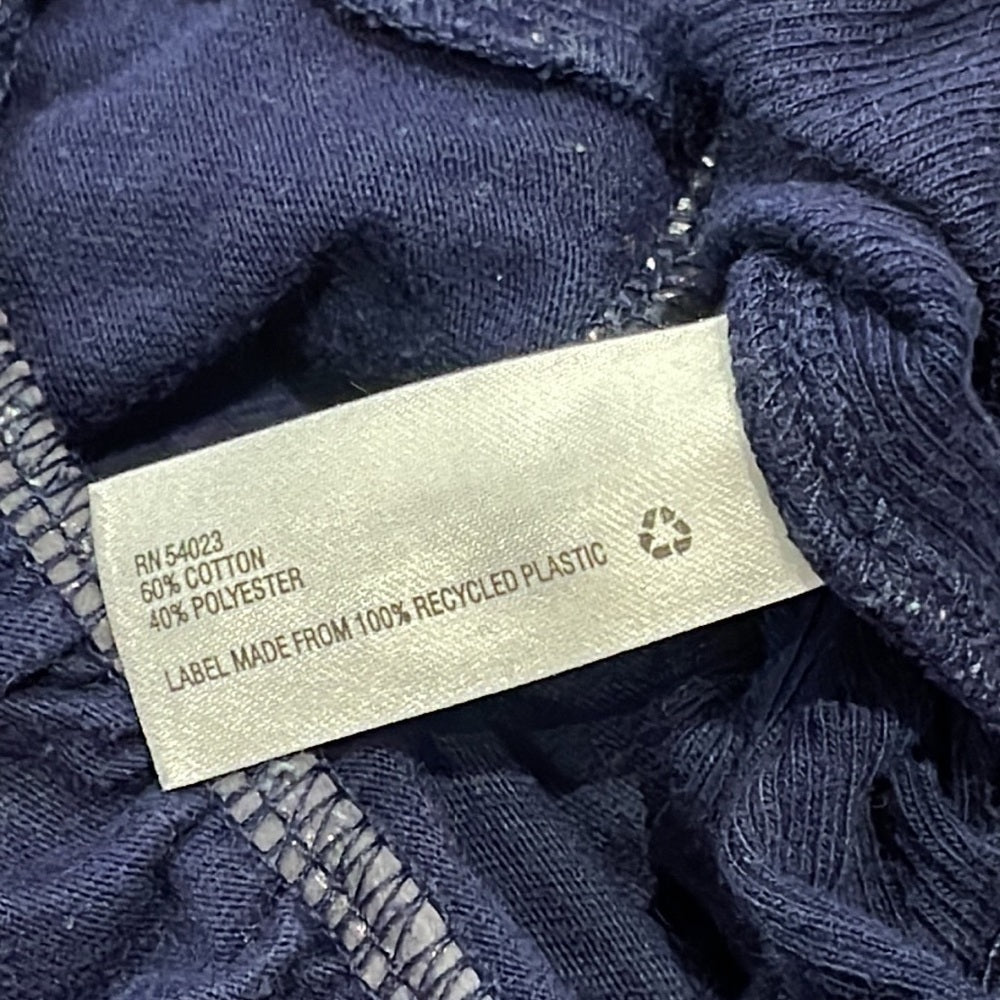 RN 54023
60% COTTON
40% POLYESTER
LABEL MADE FROM 100% RECYCLED PLASTIC